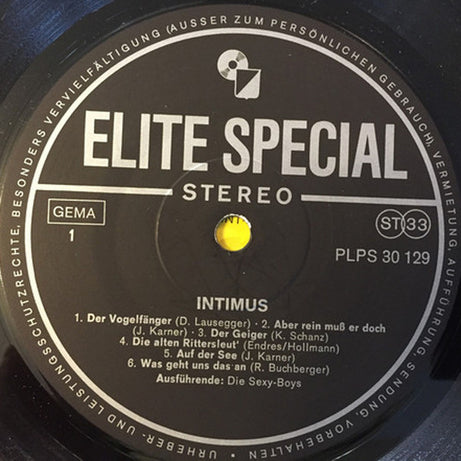 ELITE SPECIAL
STEREO
GEMA
1
ST 33
PLPS 30 129
INTIMUS
1. Der Vogelfänger (D. Lausegger) · 2. Aber rein muß er doch
(J. Karner) · 3. Der Geiger (K. Schanz)
4. Die alten Rittersleut' (Endres/Hollmann)
5. Auf der See (J. Karner)
6. Was geht uns das an (R. Buchberger)
Ausführende: Die Sexy-Boys
URHEBER- UND LEISTUNGSSCHUTZRECHTE, BESONDERS VERVIELFÄLTIGUNG (AUSSER ZUM PERSÖNLICHEN GEBRAUCH), VERMIETUNG, AUFFÜHRUNG, SENDUNG, VORBEHALTEN ·